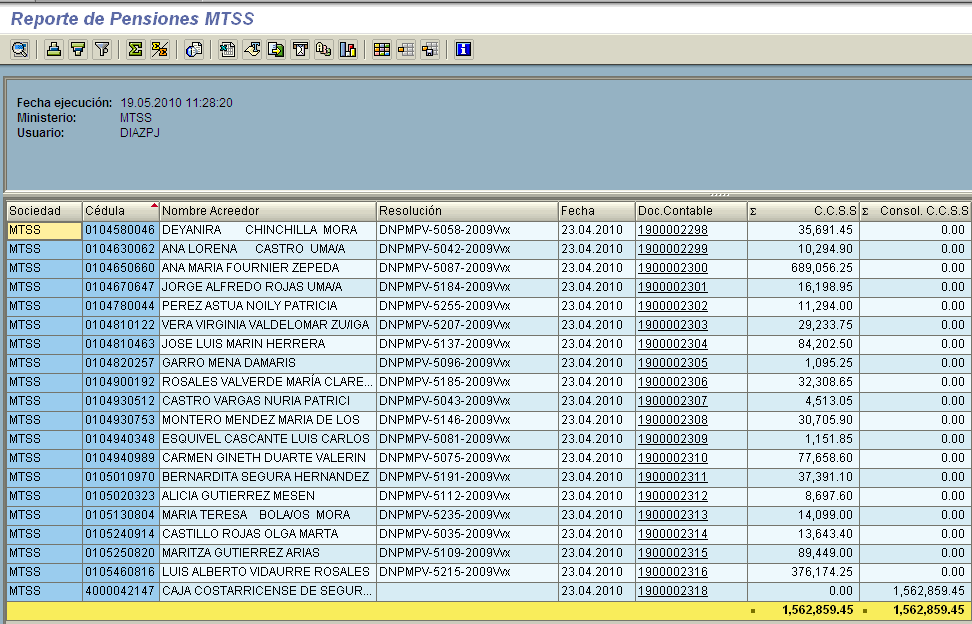 Reporte de Pensiones MTSS
Fecha ejecución: 19.05.2010 11:28:20
Ministerio: MTSS
Usuario: DIAZPJ
Sociedad Cédula Nombre Acreedor Resolución Fecha Doc.Contable Σ C.C.S.S Σ Consol. C.C.S.S
MTSS 0104580046 DEYANIRA CHINCHILLA MORA DNPMPV-5058-2009Vvx 23.04.2010 1900002298 35,691.45 0.00
MTSS 0104630062 ANA LORENA CASTRO UMA/A DNPMPV-5042-2009Vvx 23.04.2010 1900002299 10,294.90 0.00
MTSS 0104650660 ANA MARIA FOURNIER ZEPEDA DNPMPV-5087-2009Vvx 23.04.2010 1900002300 689,056.25 0.00
MTSS 0104670647 JORGE ALFREDO ROJAS UMA/A DNPMPV-5184-2009Vvx 23.04.2010 1900002301 16,198.95 0.00
MTSS 0104780044 PEREZ ASTUA NOILY PATRICIA DNPMPV-5255-2009Vvx 23.04.2010 1900002302 11,294.00 0.00
MTSS 0104810122 VERA VIRGINIA VALDELOMAR ZU/IGA DNPMPV-5207-2009Vvx 23.04.2010 1900002303 29,233.75 0.00
MTSS 0104810463 JOSE LUIS MARIN HERRERA DNPMPV-5137-2009Vvx 23.04.2010 1900002304 84,202.50 0.00
MTSS 0104820257 GARRO MENA DAMARIS DNPMPV-5096-2009Vvx 23.04.2010 1900002305 1,095.25 0.00
MTSS 0104900192 ROSALES VALVERDE MARÍA CLARE... DNPMPV-5185-2009Vvx 23.04.2010 1900002306 32,308.65 0.00
MTSS 0104930512 CASTRO VARGAS NURIA PATRICI DNPMPV-5043-2009Vvx 23.04.2010 1900002307 4,513.05 0.00
MTSS 0104930753 MONTERO MENDEZ MARIA DE LOS DNPMPV-5146-2009Vvx 23.04.2010 1900002308 30,705.90 0.00
MTSS 0104940348 ESQUIVEL CASCANTE LUIS CARLOS DNPMPV-5081-2009Vvx 23.04.2010 1900002309 1,151.85 0.00
MTSS 0104940989 CARMEN GINETH DUARTE VALERIN DNPMPV-5075-2009Vvx 23.04.2010 1900002310 77,658.60 0.00
MTSS 0105010970 BERNARDITA SEGURA HERNANDEZ DNPMPV-5191-2009Vvx 23.04.2010 1900002311 37,391.10 0.00
MTSS 0105020323 ALICIA GUTIERREZ MESEN DNPMPV-5112-2009Vvx 23.04.2010 1900002312 8,697.60 0.00
MTSS 0105130804 MARIA TERESA BOLA/OS MORA DNPMPV-5235-2009Vvx 23.04.2010 1900002313 14,099.00 0.00
MTSS 0105240914 CASTILLO ROJAS OLGA MARTA DNPMPV-5035-2009Vvx 23.04.2010 1900002314 13,643.40 0.00
MTSS 0105250820 MARITZA GUTIERREZ ARIAS DNPMPV-5109-2009Vvx 23.04.2010 1900002315 89,449.00 0.00
MTSS 0105460816 LUIS ALBERTO VIDAURRE ROSALES DNPMPV-5215-2009Vvx 23.04.2010 1900002316 376,174.25 0.00
MTSS 4000042147 CAJA COSTARRICENSE DE SEGUR... 23.04.2010 1900002318 0.00 1,562,859.45
1,562,859.45 1,562,859.45